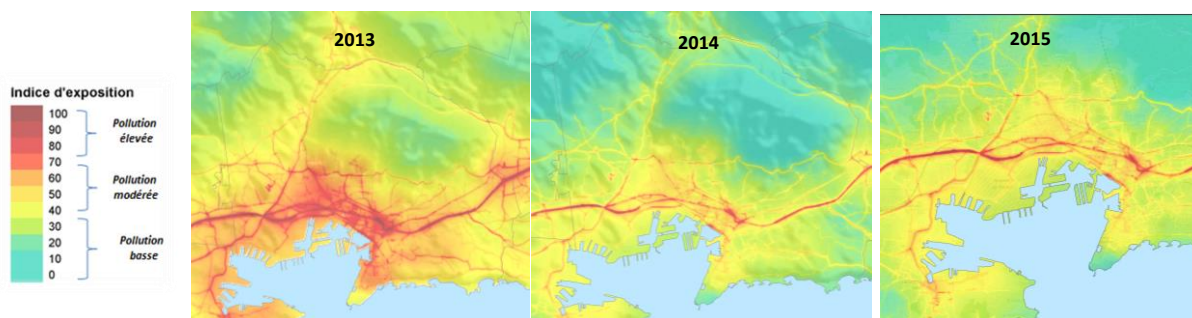 Indice d'exposition
100
90
80
70
60
50
40
30
20
10
0
Pollution
élevée
Pollution
modérée
Pollution
basse
2013
2014
2015